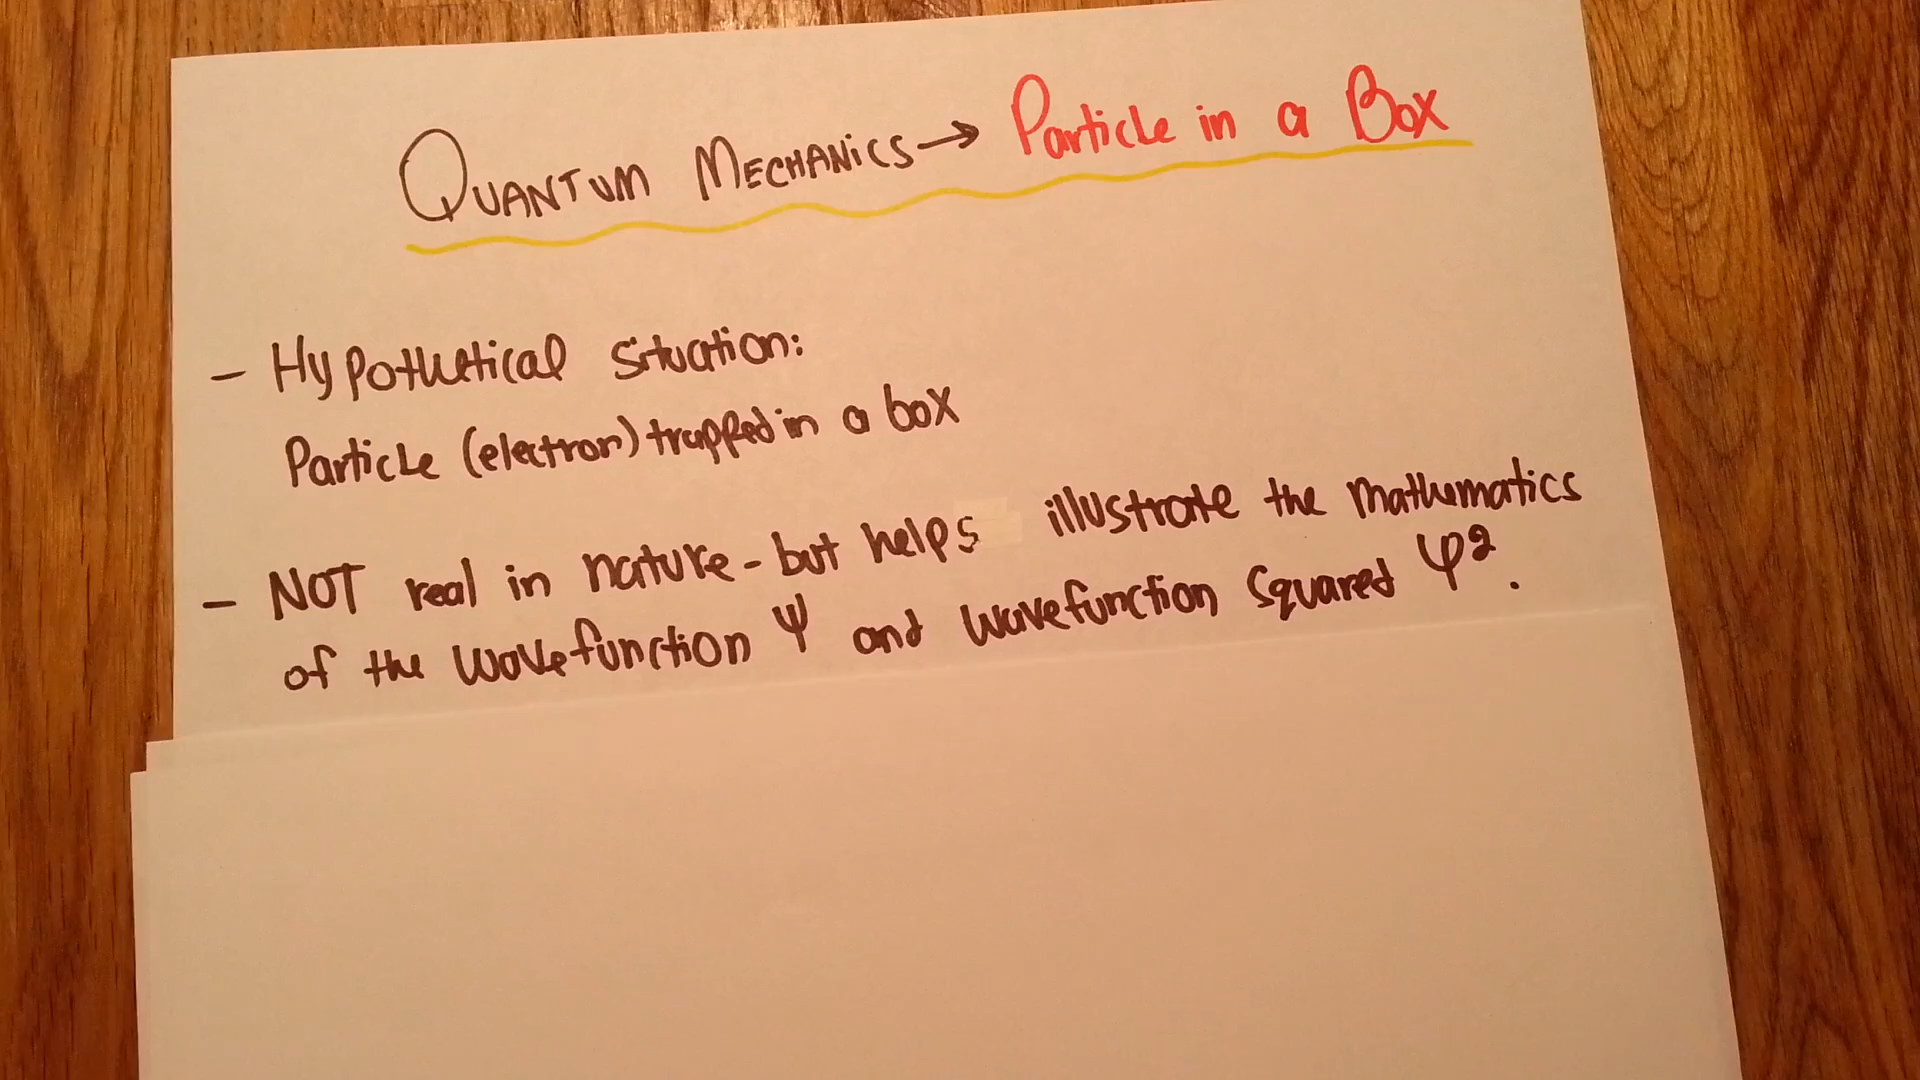 QUANTUM MECHANICS → Particle in a Box
- Hypothetical situation:
Particle (electron) trapped in a box
- NOT real in nature - but helps illustrate the mathematics
of the wavefunction Ψ and wavefunction squared Ψ².